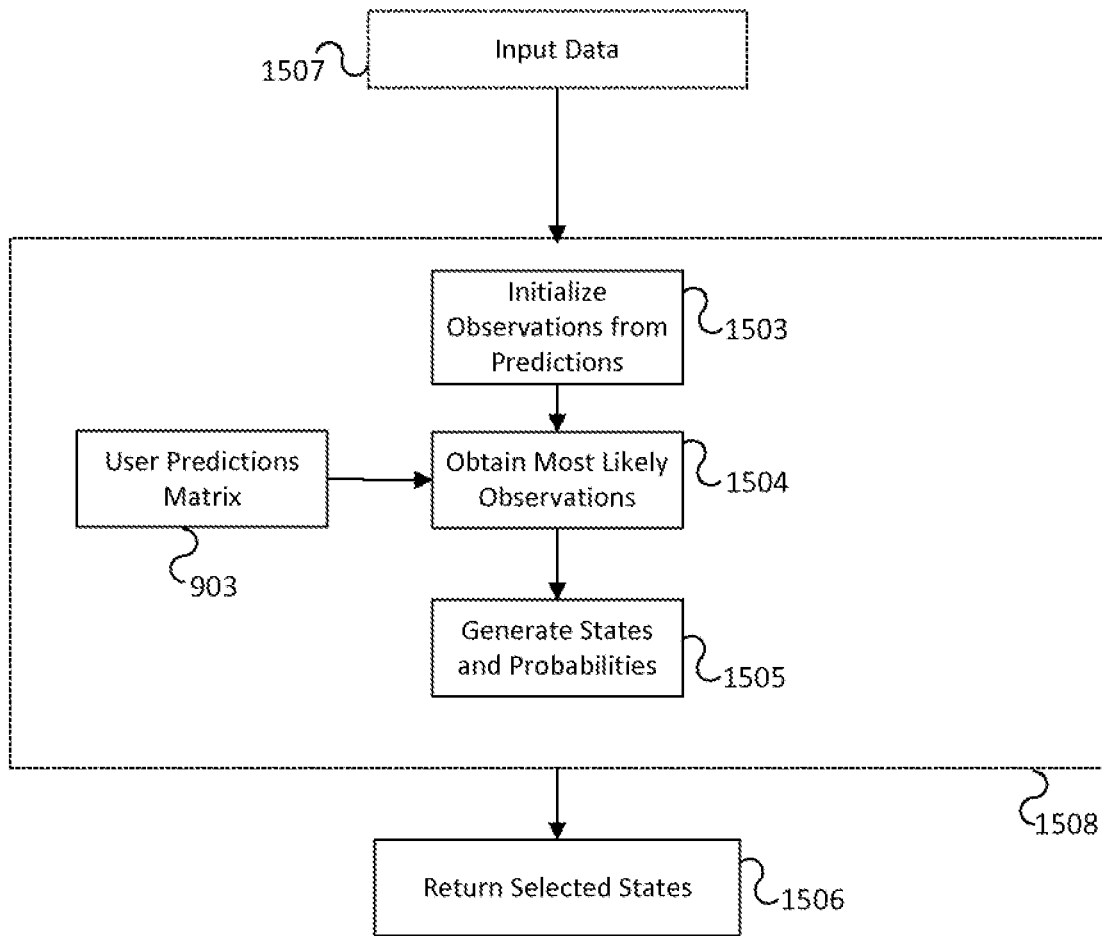 Input Data
1507
Initialize
Observations from
Predictions
1503
User Predictions
Matrix
903
Obtain Most Likely
Observations
1504
Generate States
and Probabilities
1505
1508
Return Selected States
1506